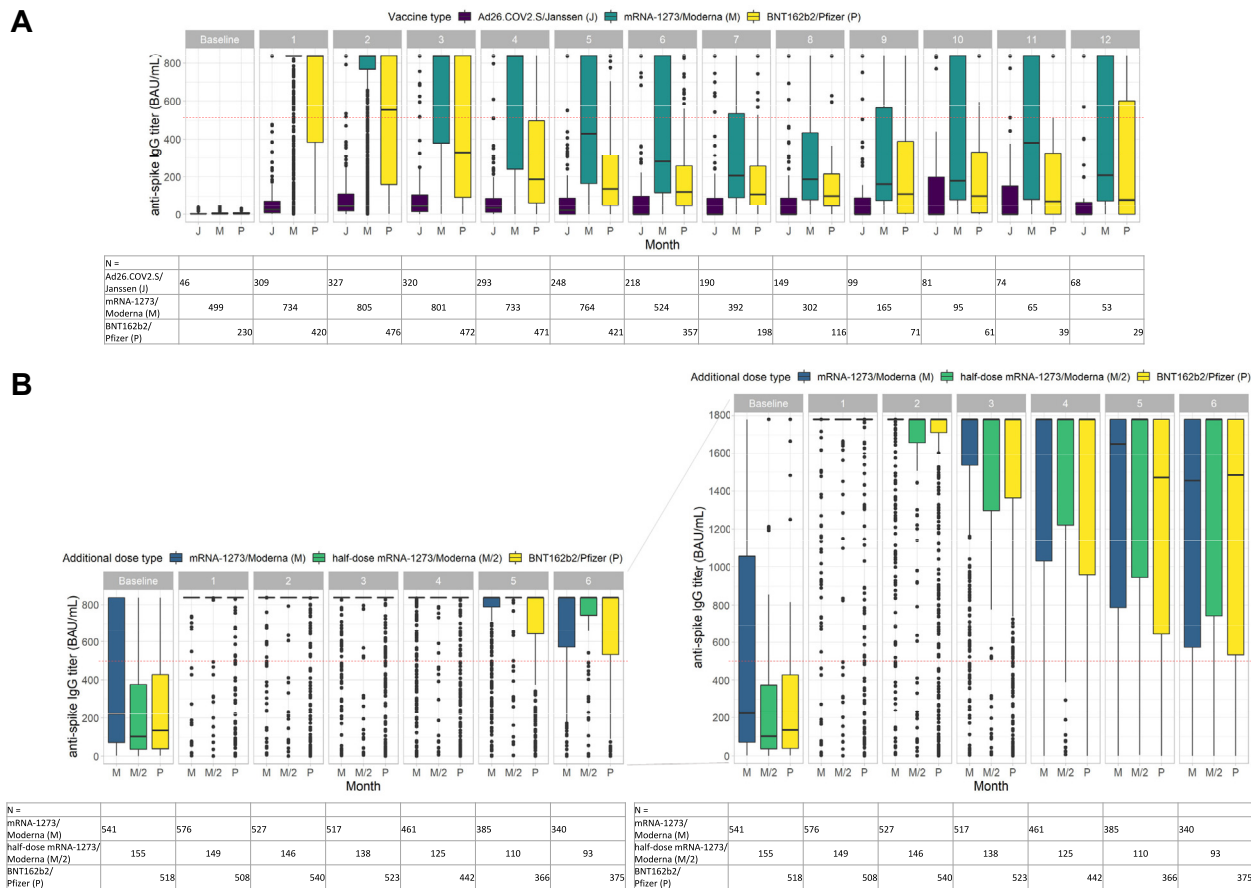 A
Vaccine type Ad26.COV2.S/Janssen (J) mRNA-1273/Moderna (M) BNT162b2/Pfizer (P)
Baseline 1 2 3 4 5 6 7 8 9 10 11 12
anti-spike IgG titer (BAU/mL)
800
600
400
200
0
J M P J M P J M P J M P J M P J M P J M P J M P J M P J M P J M P J M P J M P
Month
N =
Ad26.COV2.S/
Janssen (J) 46 309 327 320 293 248 218 190 149 99 81 74 68
mRNA-1273/
Moderna (M) 499 734 805 801 733 764 524 392 302 165 95 65 53
BNT162b2/
Pfizer (P) 230 420 476 472 471 421 357 198 116 71 61 39 29
B
Additional dose type mRNA-1273/Moderna (M) half-dose mRNA-1273/Moderna (M/2) BNT162b2/Pfizer (P)
Baseline 1 2 3 4 5 6
anti-spike IgG titer (BAU/mL)
800
600
400
200
0
M M/2 P M M/2 P M M/2 P M M/2 P M M/2 P M M/2 P M M/2 P
Month
N =
mRNA-1273/
Moderna (M) 541 576 527 517 461 385 340
half-dose mRNA-1273/
Moderna (M/2) 155 149 146 138 125 110 93
BNT162b2/
Pfizer (P) 518 508 540 523 442 366 375
Additional dose type mRNA-1273/Moderna (M) half-dose mRNA-1273/Moderna (M/2) BNT162b2/Pfizer (P)
Baseline 1 2 3 4 5 6
anti-spike IgG titer (BAU/mL)
1800
1600
1400
1200
1000
800
600
400
200
0
M M/2 P M M/2 P M M/2 P M M/2 P M M/2 P M M/2 P M M/2 P
Month
N =
mRNA-1273/
Moderna (M) 541 576 527 517 461 385 340
half-dose mRNA-1273/
Moderna (M/2) 155 149 146 138 125 110 93
BNT162b2/
Pfizer (P) 518 508 540 523 442 366 375